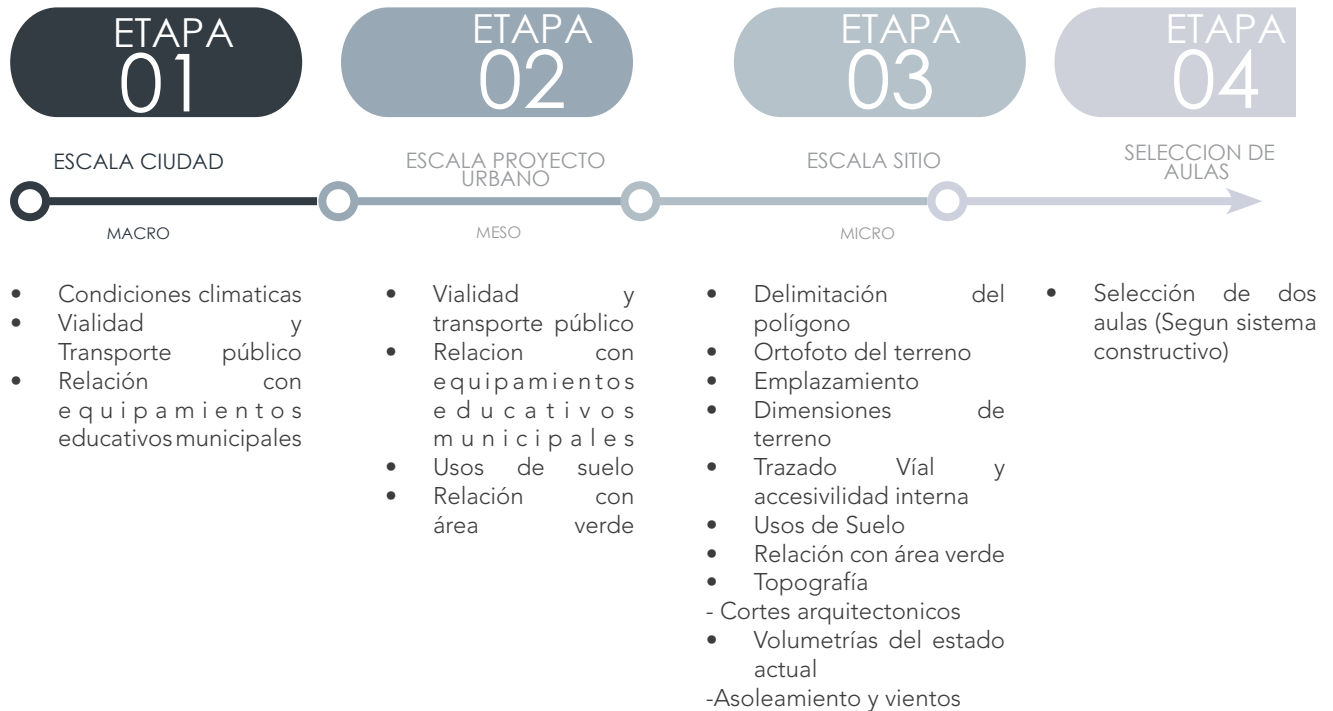 ETAPA
01
ETAPA
02
ETAPA
03
ETAPA
04
ESCALA CIUDAD
ESCALA PROYECTO
URBANO
ESCALA SITIO
SELECCION DE
AULAS
MACRO
MESO
MICRO
• Condiciones climaticas
• Vialidad y
Transporte público
• Relación con
equipamientos
educativos municipales
• Vialidad y
transporte público
• Relacion con
equipamientos
educativos
municipales
• Usos de suelo
• Relación con
área verde
• Delimitación del
polígono
• Ortofoto del terreno
• Emplazamiento
• Dimensiones de
terreno
• Trazado Víal y
accesivilidad interna
• Usos de Suelo
• Relación con área verde
• Topografía
- Cortes arquitectonicos
• Volumetrías del estado
actual
-Asoleamiento y vientos
• Selección de dos
aulas (Segun sistema
constructivo)